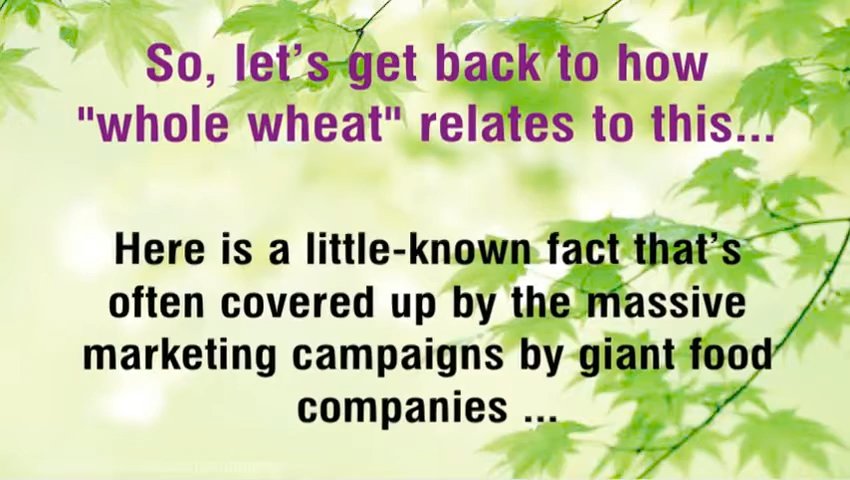 So, let’s get back to how
"whole wheat" relates to this...
Here is a little-known fact that’s
often covered up by the massive
marketing campaigns by giant food
companies ...